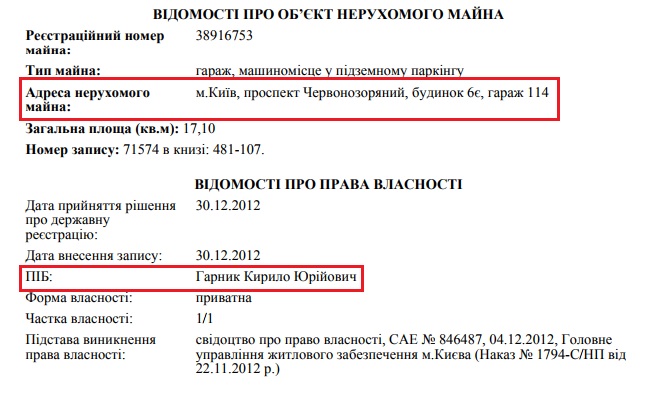 ВІДОМОСТІ ПРО ОБ’ЄКТ НЕРУХОМОГО МАЙНА
Реєстраційний номер майна: 38916753
Тип майна: гараж, машиномісце у підземному паркінгу
Адреса нерухомого майна: м.Київ, проспект Червонозоряний, будинок 6є, гараж 114
Загальна площа (кв.м): 17,10
Номер запису: 71574 в книзі: 481-107.
ВІДОМОСТІ ПРО ПРАВА ВЛАСНОСТІ
Дата прийняття рішення про державну реєстрацію: 30.12.2012
Дата внесення запису: 30.12.2012
ПІБ: Гарник Кирило Юрійович
Форма власності: приватна
Частка власності: 1/1
Підстава виникнення права власності: свідоцтво про право власності, САЕ № 846487, 04.12.2012, Головне
управління житлового забезпечення м.Києва (Наказ № 1794-С/НП від
22.11.2012 р.)